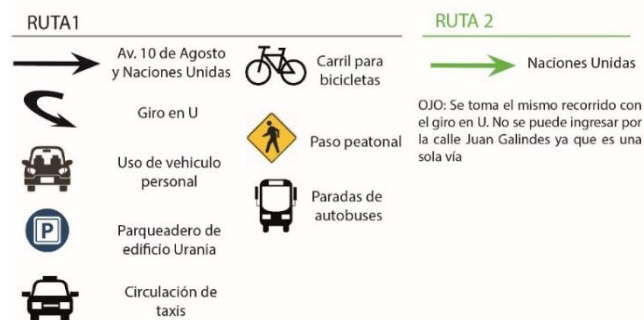 RUTA1
Av. 10 de Agosto
y Naciones Unidas
Giro en U
Uso de vehiculo
personal
P
Parqueadero de
edificio Urania
Circulación de
taxis
Carril para
bicicletas
Paso peatonal
Paradas de
autobuses
RUTA 2
Naciones Unidas
OJO: Se toma el mismo recorrido con
el giro en U. No se puede ingresar por
la calle Juan Galindes ya que es una
sola vía